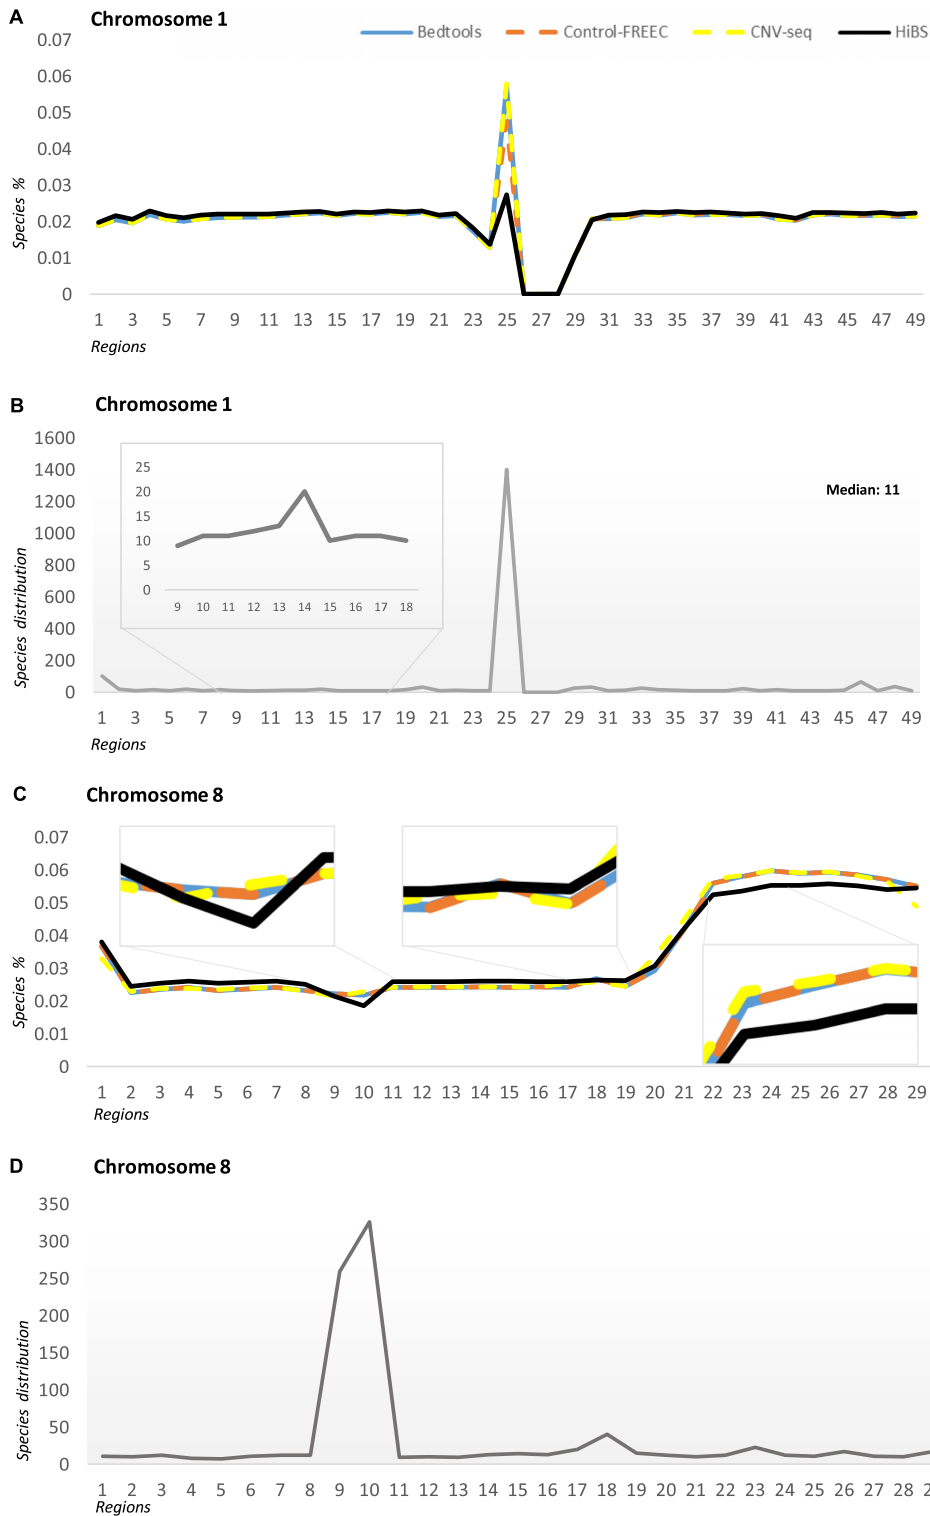 A
Chromosome 1
Bedtools Control-FREEC CNV-seq HiBS
0.07
0.06
0.05
0.04
0.03
0.02
0.01
0
Species %
1 3 5 7 9 11 13 15 17 19 21 23 25 27 29 31 33 35 37 39 41 43 45 47 49
Regions
B
Chromosome 1
1600
1400
1200
1000
800
600
400
200
0
Species distribution
25
20
15
10
5
0
9 10 11 12 13 14 15 16 17 18
Median: 11
1 3 5 7 9 11 13 15 17 19 21 23 25 27 29 31 33 35 37 39 41 43 45 47 49
Regions
C
Chromosome 8
0.07
0.06
0.05
0.04
0.03
0.02
0.01
0
Species %
1 2 3 4 5 6 7 8 9 10 11 12 13 14 15 16 17 18 19 20 21 22 23 24 25 26 27 28 29
Regions
D
Chromosome 8
350
300
250
200
150
100
50
0
Species distribution
1 2 3 4 5 6 7 8 9 10 11 12 13 14 15 16 17 18 19 20 21 22 23 24 25 26 27 28 2
Regions